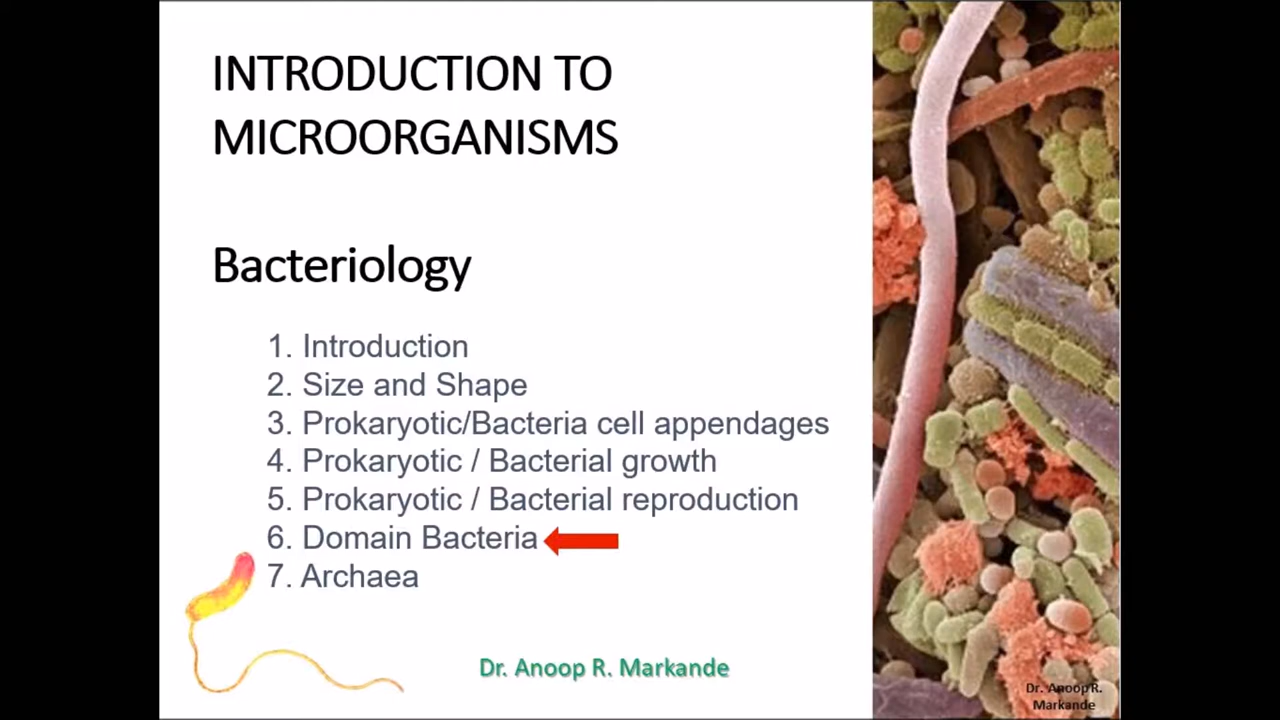 INTRODUCTION TO
MICROORGANISMS
Bacteriology
1. Introduction
2. Size and Shape
3. Prokaryotic/Bacteria cell appendages
4. Prokaryotic / Bacterial growth
5. Prokaryotic / Bacterial reproduction
6. Domain Bacteria
7. Archaea
Dr. Anoop R. Markande
Dr. Anoop R.
Markande